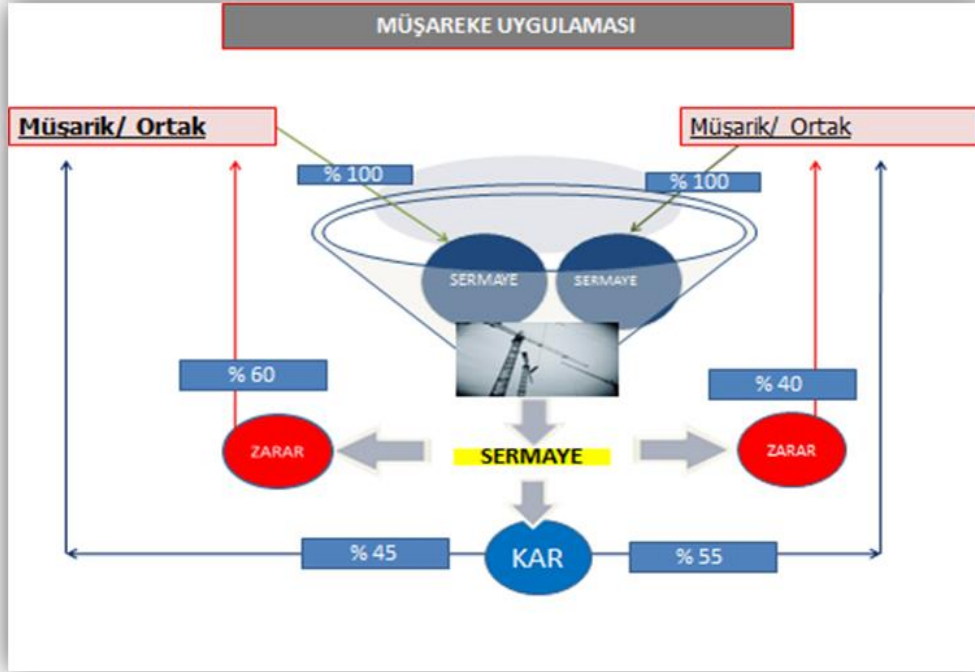 MÜŞAREKE UYGULAMASI
Müşarik/ Ortak
Müşarik/ Ortak
% 100
% 100
SERMAYE
SERMAYE
% 60
% 40
ZARAR
SERMAYE
ZARAR
% 45
KAR
% 55